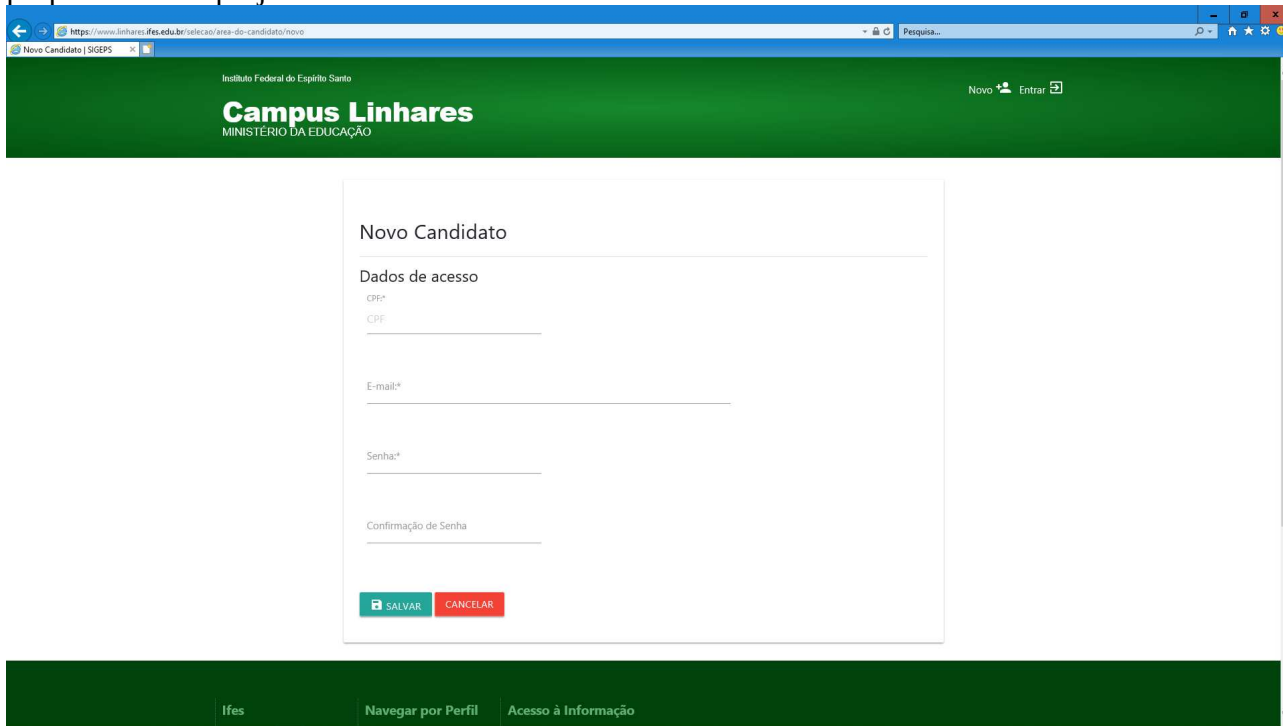 https://www.linhares.ifes.edu.br/selecao/area-do-candidato/novo
Pesquisa...
Novo Candidato | SIGEPS
Instituto Federal do Espírito Santo
Novo Entrar
Campus Linhares
MINISTÉRIO DA EDUCAÇÃO
Novo Candidato
Dados de acesso
CPF:*
CPF
E-mail:*
Senha:*
Confirmação de Senha
SALVAR CANCELAR
Ifes Navegar por Perfil Acesso à Informação